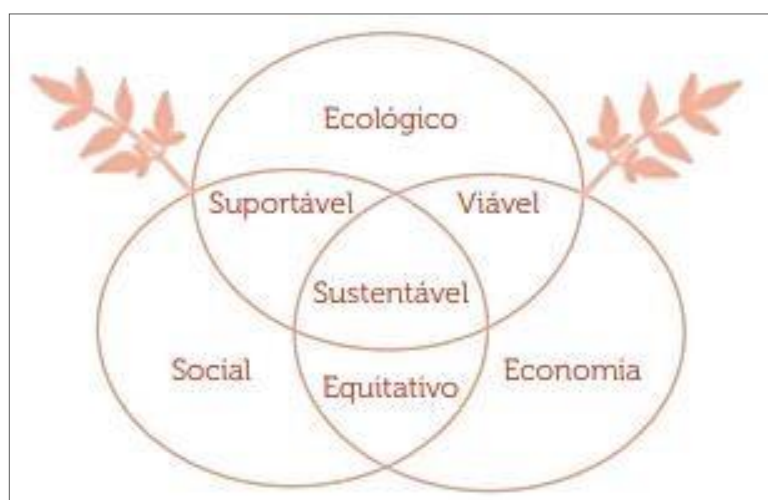 Ecológico
Suportável
Viável
Sustentável
Social
Equitativo
Economia